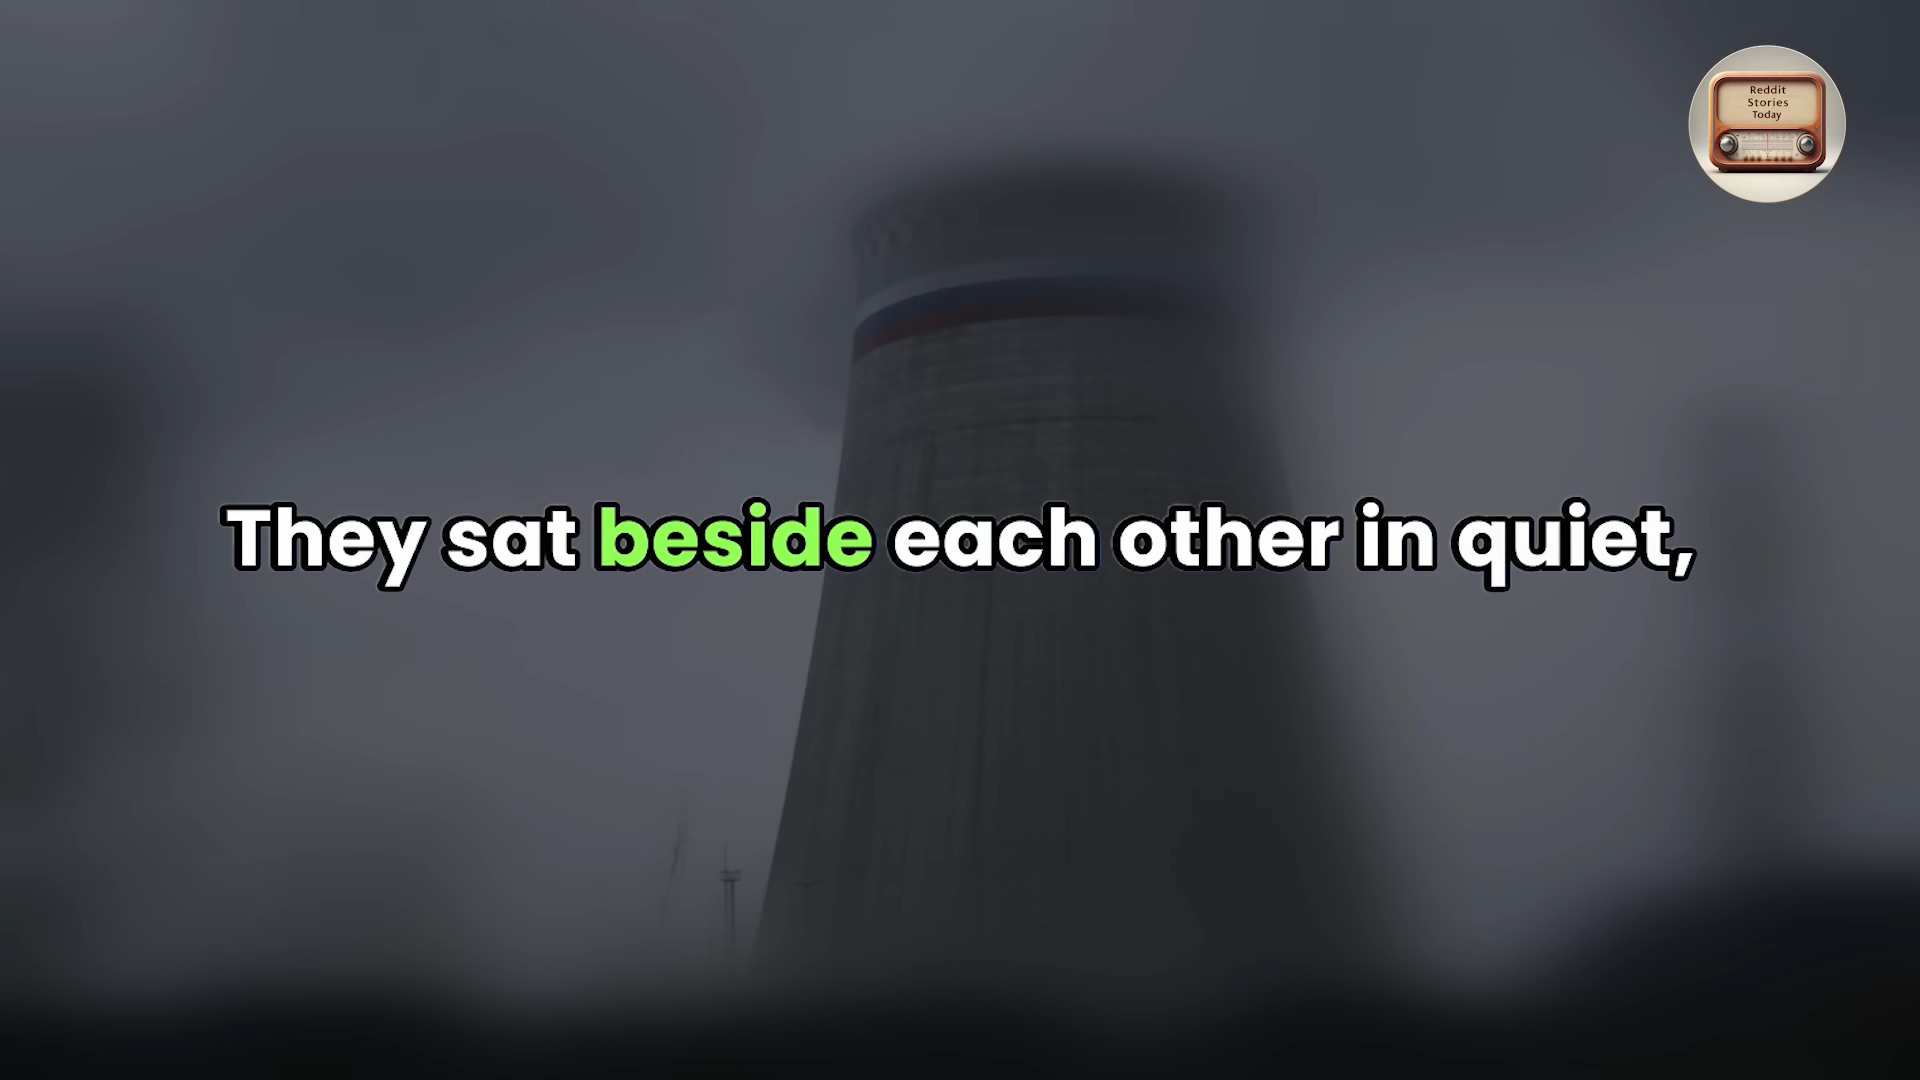 Reddit
Stories
Today
They sat beside each other in quiet,